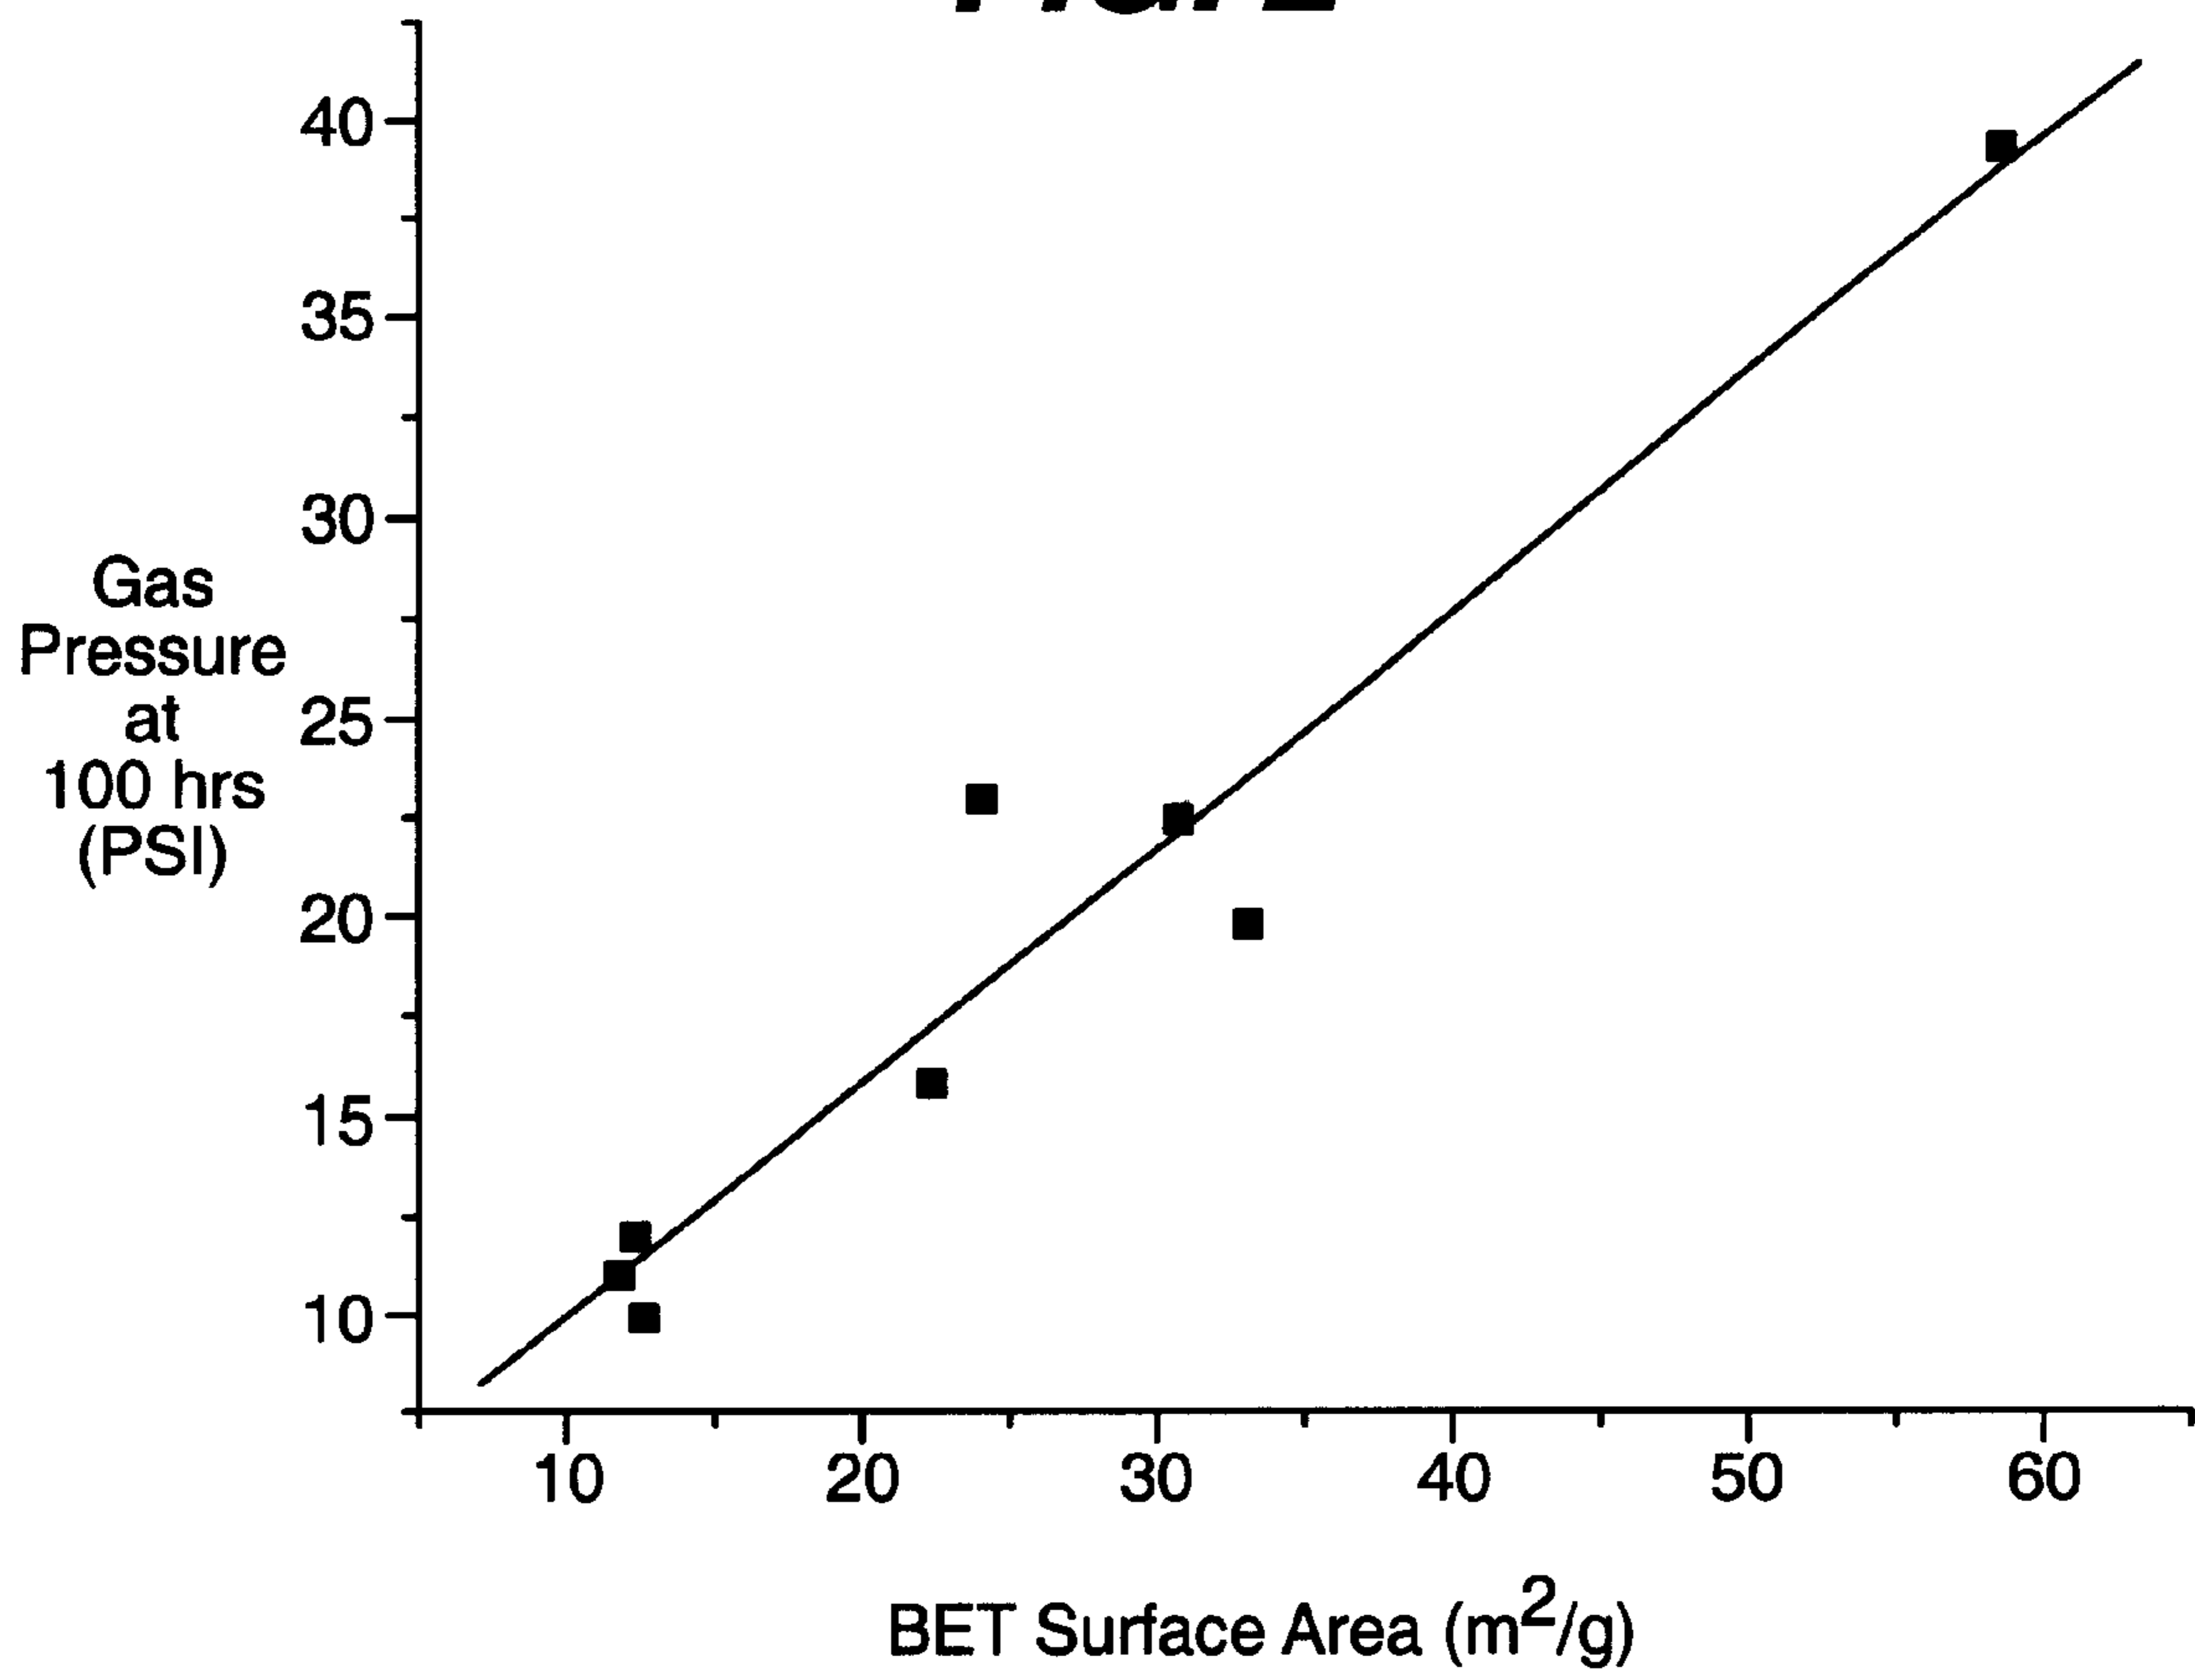 40
35
30
25
20
15
10
Gas
Pressure
at
100 hrs
(PSI)
10 20 30 40 50 60
BET Surface Area (m²/g)